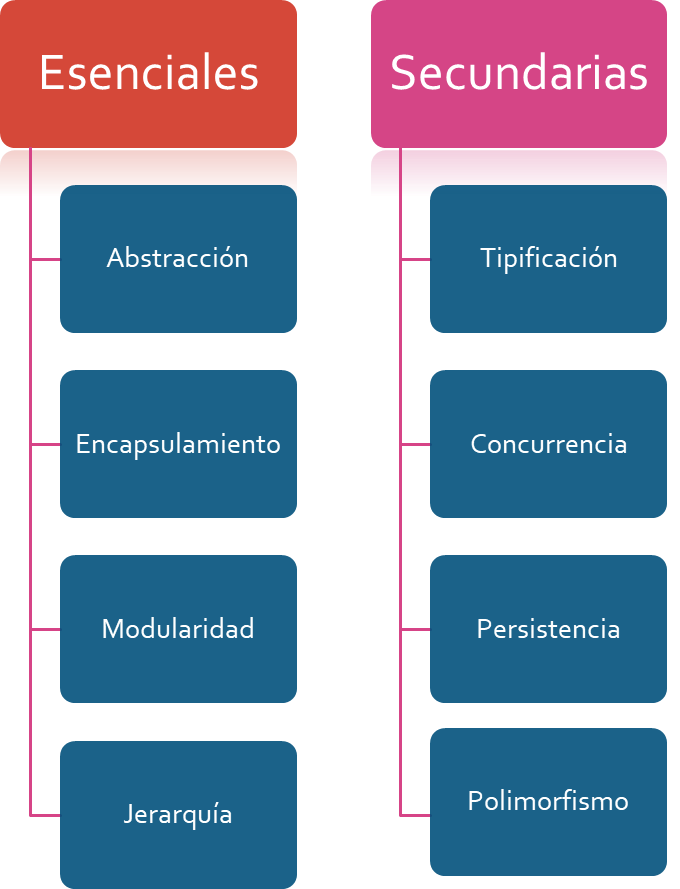 Esenciales
Abstracción
Encapsulamiento
Modularidad
Jerarquía
Secundarias
Tipificación
Concurrencia
Persistencia
Polimorfismo